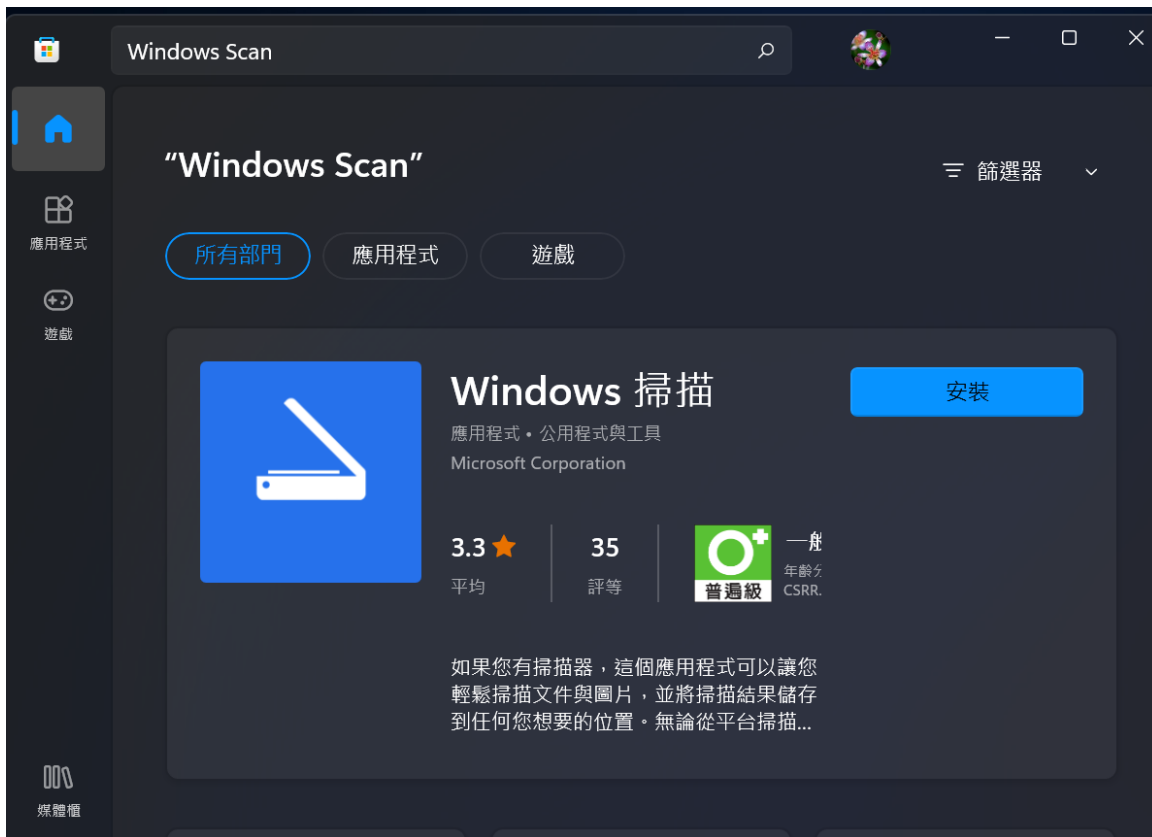 Windows Scan
“Windows Scan”
篩選器
應用程式
遊戲
所有部門
應用程式
遊戲
Windows 掃描
安裝
應用程式 • 公用程式與工具
Microsoft Corporation
3.3
35
平均
評等
普遍級
一般
年齡分
CSRR.
如果您有掃描器，這個應用程式可以讓您
輕鬆掃描文件與圖片，並將掃描結果儲存
到任何您想要的位置。無論從平台掃描...
媒體櫃